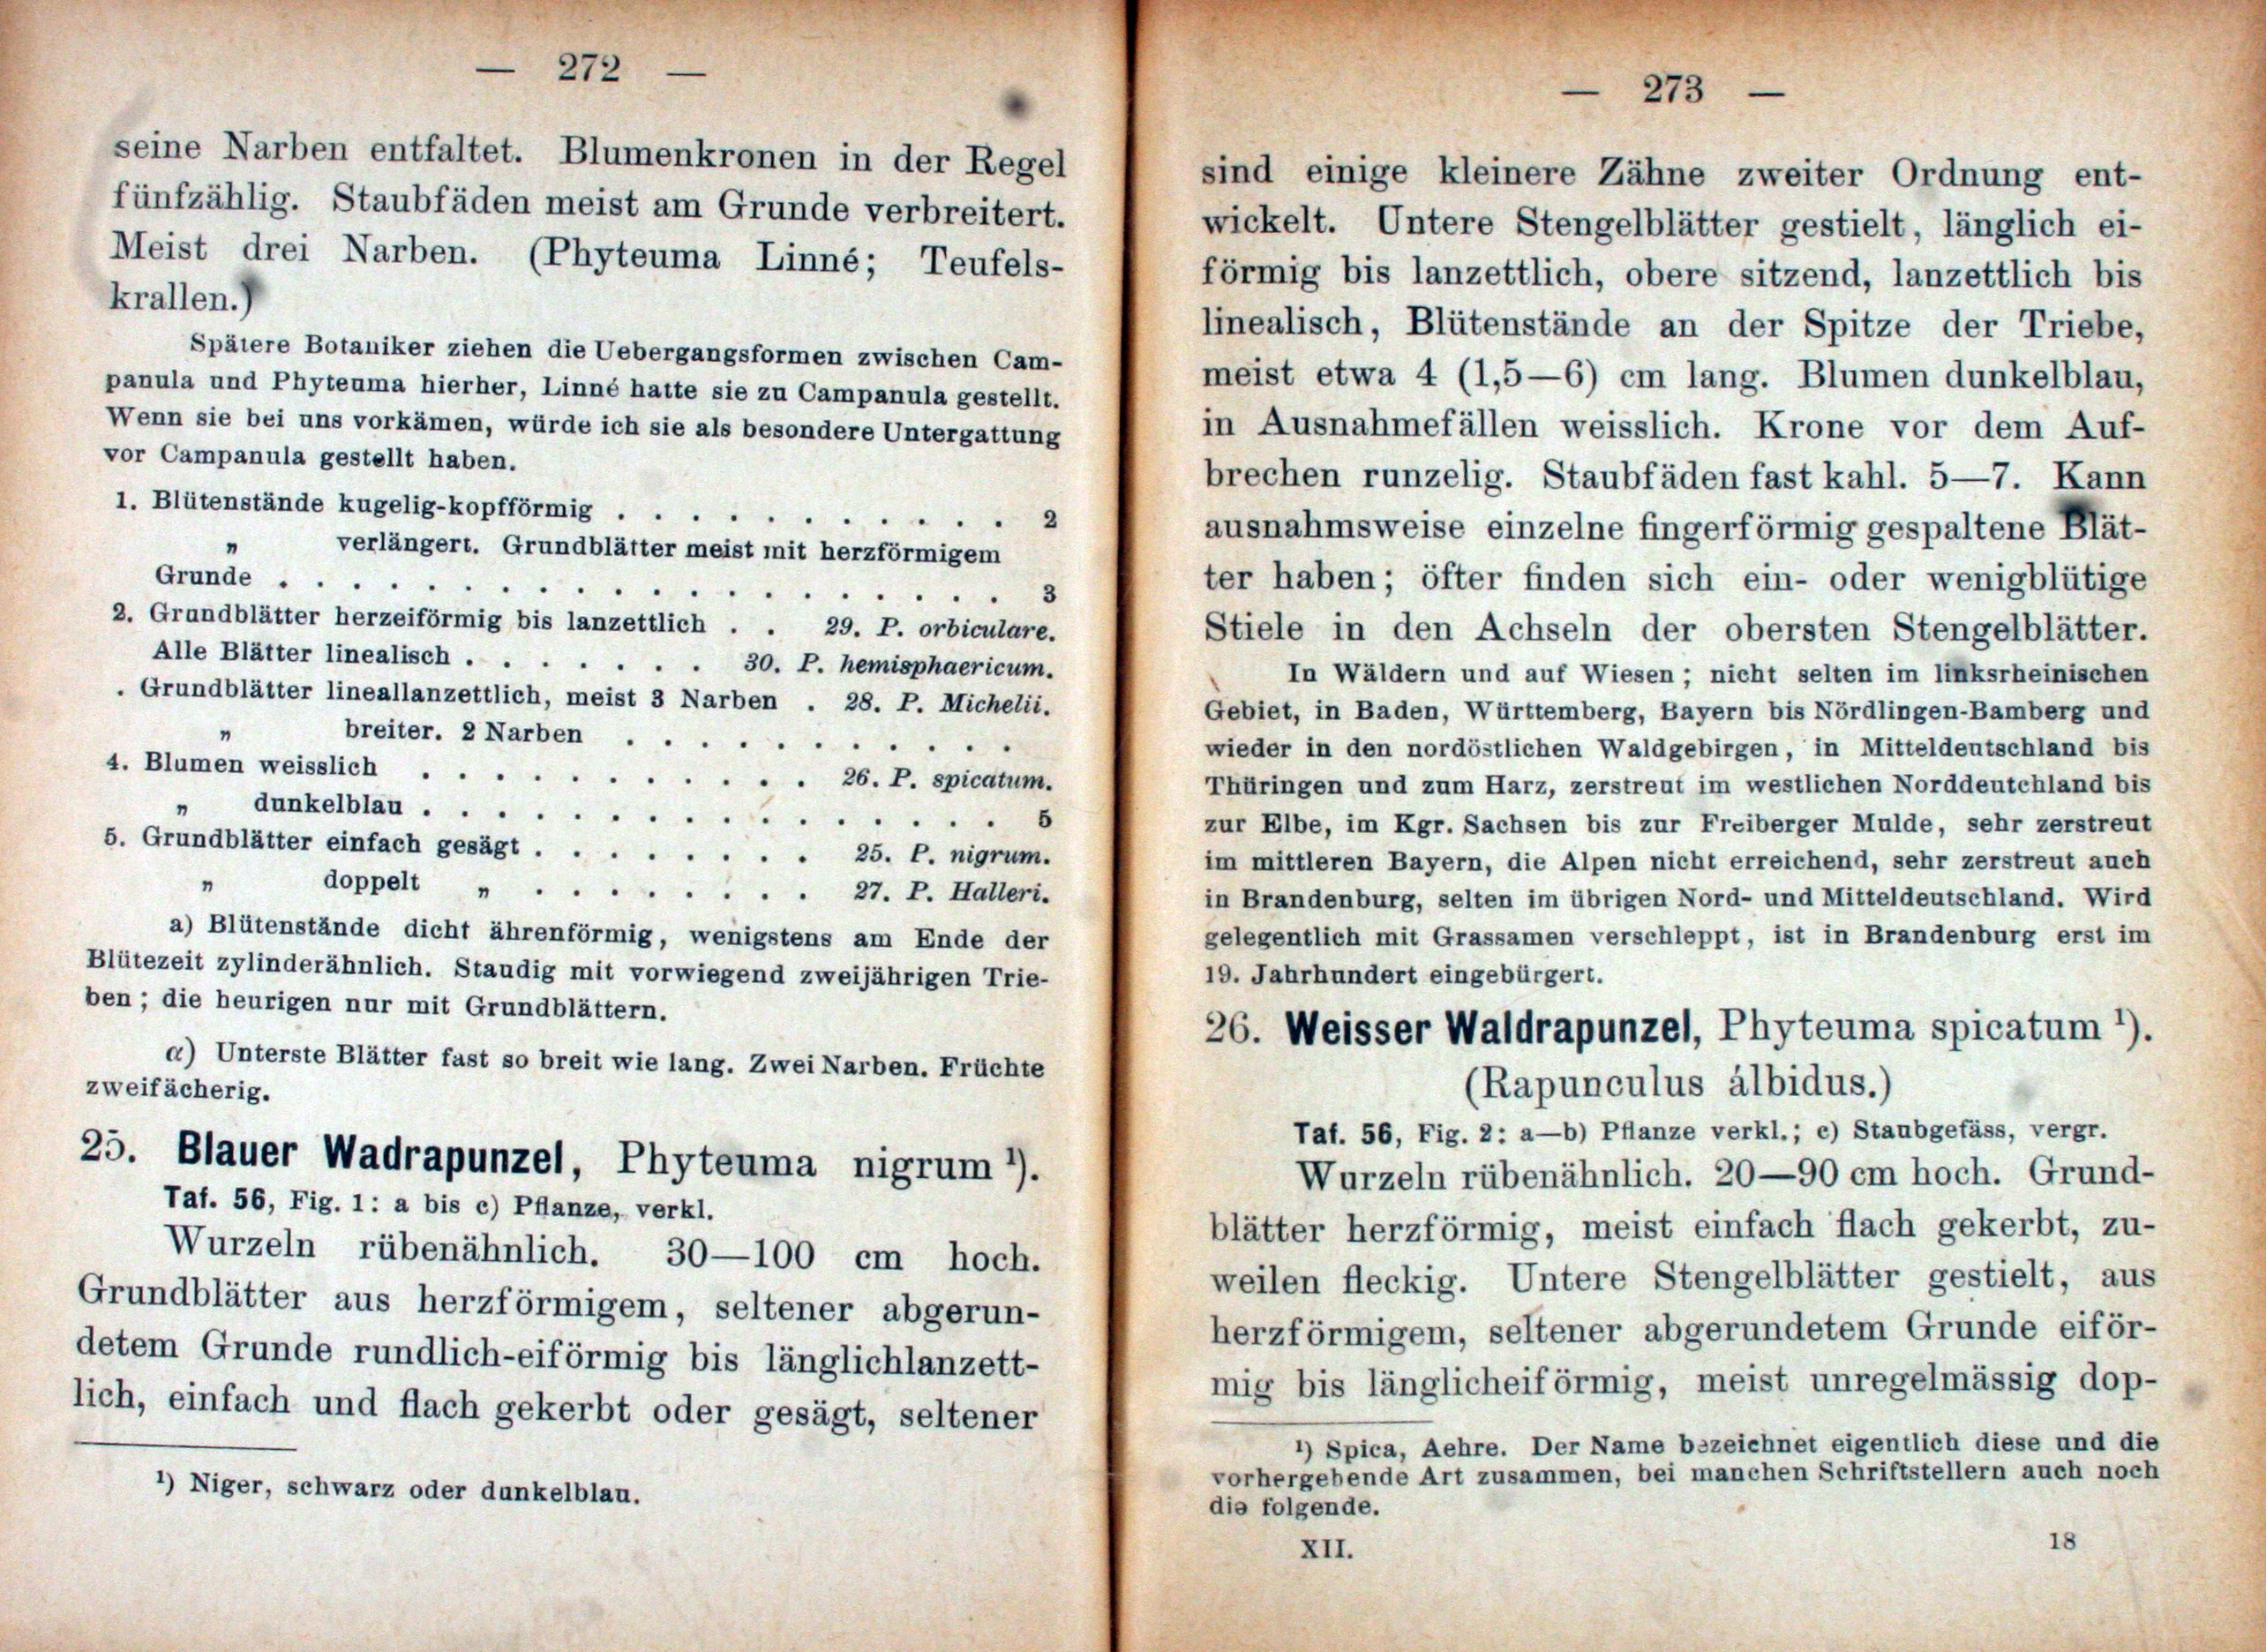 — 272 —
seine Narben entfaltet. Blumenkronen in der Regel
fünfzählig. Staubfäden meist am Grunde verbreitert.
Meist drei Narben. (Phyteuma Linné; Teufels-
krallen.)
Spätere Botaniker ziehen die Uebergangsformen zwischen Cam-
panula und Phyteuma hierher, Linné hatte sie zu Campanula gestellt.
Wenn sie bei uns vorkämen, würde ich sie als besondere Untergattung
vor Campanula gestellt haben.
1. Blütenstände kugelig-kopfförmig . . . . . . . . . . . 2
„ verlängert. Grundblätter meist mit herzförmigem
Grunde . . . . . . . . . . . . . . . . . . . . 3
2. Grundblätter herzeiförmig bis lanzettlich . . 29. P. orbiculare.
Alle Blätter linealisch . . . . . . . 30. P. hemisphaericum.
. Grundblätter lineallanzettlich, meist 3 Narben . 28. P. Michelii.
„ breiter. 2 Narben . . . . . . . . . . .
4. Blumen weisslich . . . . . . . . . . . 26. P. spicatum.
„ dunkelblau . . . . . . . . . . . . . . . . 5
5. Grundblätter einfach gesägt . . . . . . . . 25. P. nigrum.
„ doppelt „ . . . . . . . . 27. P. Halleri.
a) Blütenstände dicht ährenförmig, wenigstens am Ende der
Blütezeit zylinderähnlich. Staudig mit vorwiegend zweijährigen Trie-
ben; die heurigen nur mit Grundblättern.
α) Unterste Blätter fast so breit wie lang. Zwei Narben. Früchte
zweifächerig.
25. Blauer Wadrapunzel, Phyteuma nigrum ¹).
Taf. 56, Fig. 1: a bis c) Pflanze, verkl.
Wurzeln rübenähnlich. 30—100 cm hoch.
Grundblätter aus herzförmigem, seltener abgerun-
detem Grunde rundlich-eiförmig bis länglichlanzett-
lich, einfach und flach gekerbt oder gesägt, seltener
¹) Niger, schwarz oder dunkelblau.
— 273 —
sind einige kleinere Zähne zweiter Ordnung ent-
wickelt. Untere Stengelblätter gestielt, länglich ei-
förmig bis lanzettlich, obere sitzend, lanzettlich bis
linealisch, Blütenstände an der Spitze der Triebe,
meist etwa 4 (1,5—6) cm lang. Blumen dunkelblau,
in Ausnahmefällen weisslich. Krone vor dem Auf-
brechen runzelig. Staubfäden fast kahl. 5—7. Kann
ausnahmsweise einzelne fingerförmig gespaltene Blät-
ter haben; öfter finden sich ein- oder wenigblütige
Stiele in den Achseln der obersten Stengelblätter.
In Wäldern und auf Wiesen; nicht selten im linksrheinischen
Gebiet, in Baden, Württemberg, Bayern bis Nördlingen-Bamberg und
wieder in den nordöstlichen Waldgebirgen, in Mitteldeutschland bis
Thüringen und zum Harz, zerstreut im westlichen Norddeutchland bis
zur Elbe, im Kgr. Sachsen bis zur Freiberger Mulde, sehr zerstreut
im mittleren Bayern, die Alpen nicht erreichend, sehr zerstreut auch
in Brandenburg, selten im übrigen Nord- und Mitteldeutschland. Wird
gelegentlich mit Grassamen verschleppt, ist in Brandenburg erst im
19. Jahrhundert eingebürgert.
26. Weisser Waldrapunzel, Phyteuma spicatum ¹).
(Rapunculus álbidus.)
Taf. 56, Fig. 2: a—b) Pflanze verkl.; c) Staubgefäss, vergr.
Wurzeln rübenähnlich. 20—90 cm hoch. Grund-
blätter herzförmig, meist einfach flach gekerbt, zu-
weilen fleckig. Untere Stengelblätter gestielt, aus
herzförmigem, seltener abgerundetem Grunde eiför-
mig bis länglicheiförmig, meist unregelmässig dop-
¹) Spica, Aehre. Der Name bezeichnet eigentlich diese und die
vorhergehende Art zusammen, bei manchen Schriftstellern auch noch
die folgende.
XII. 18